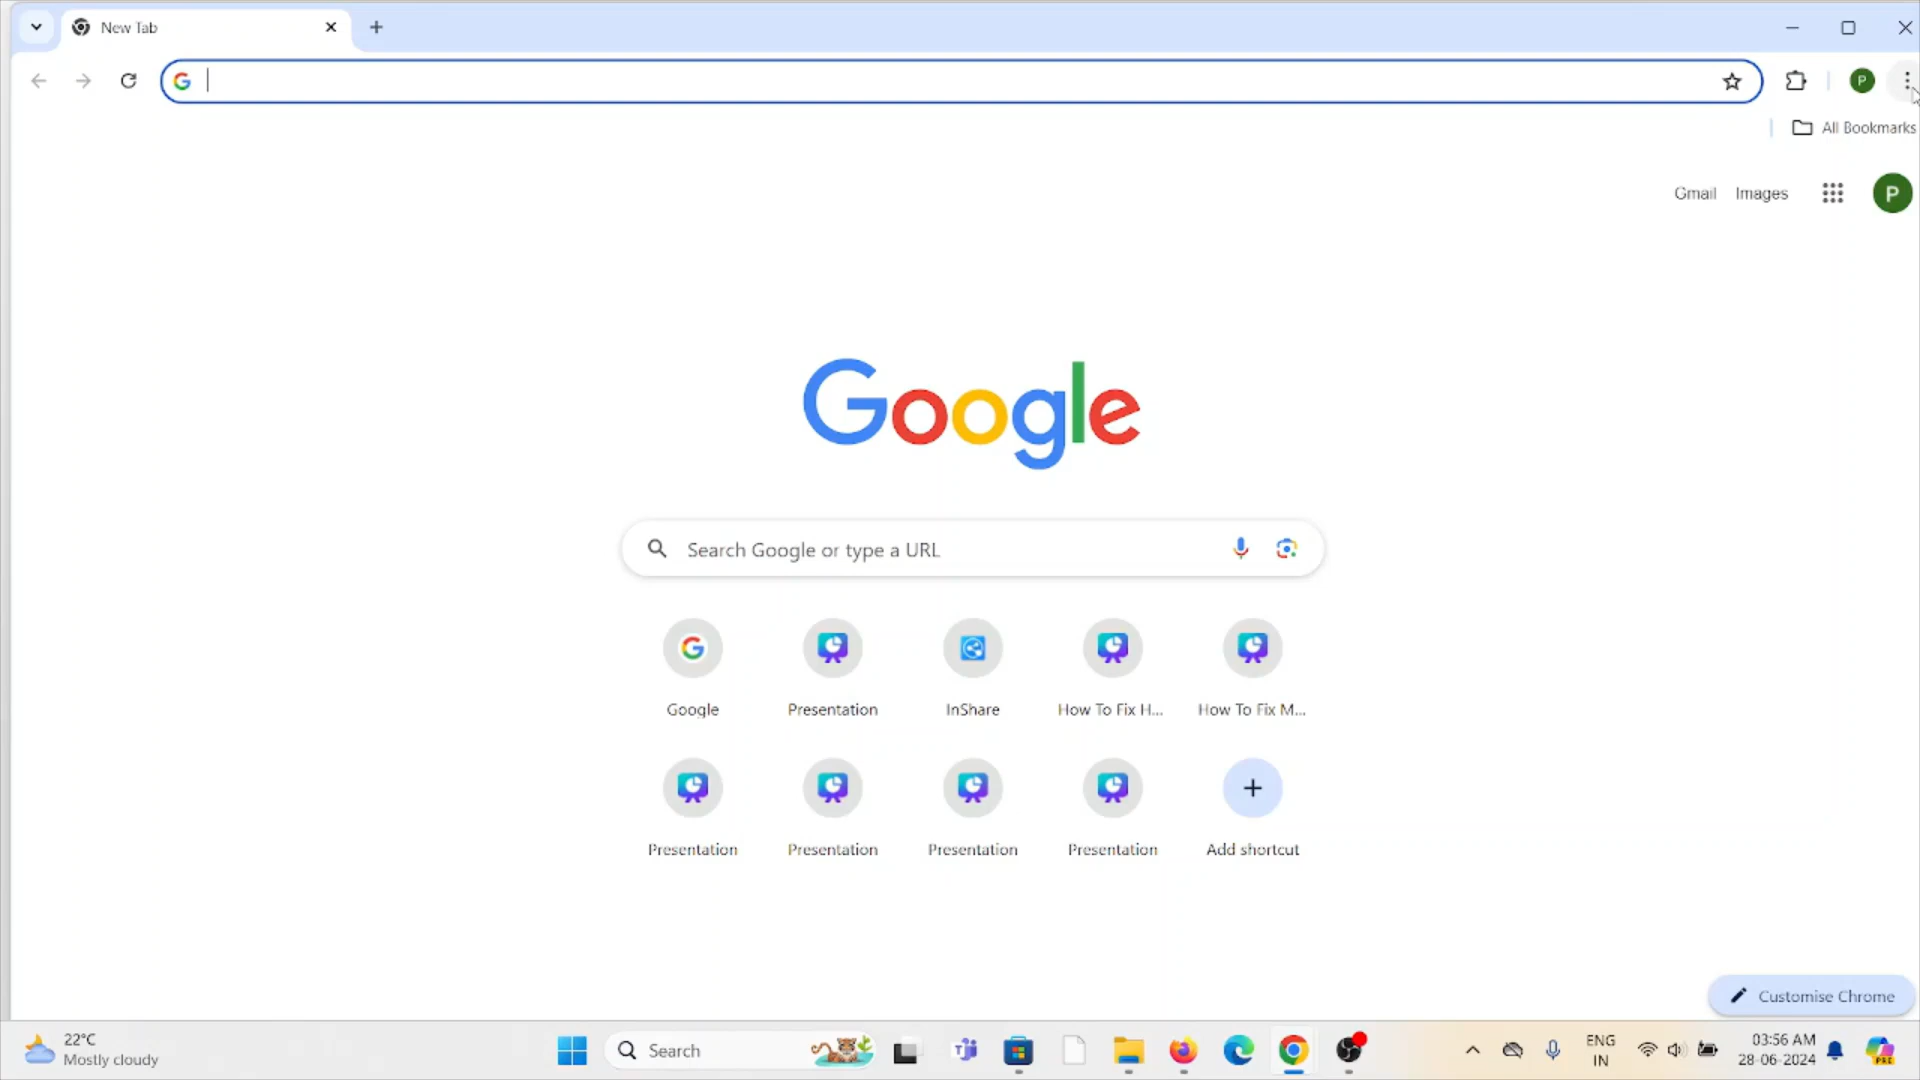 New Tab
P
All Bookmarks
Gmail Images
P
Google
Search Google or type a URL
Google
Presentation
InShare
How To Fix H...
How To Fix M...
Presentation
Presentation
Presentation
Presentation
Add shortcut
Customise Chrome
22°C
Mostly cloudy
Search
ENG
IN
03:56 AM
28-06-2024
PRE